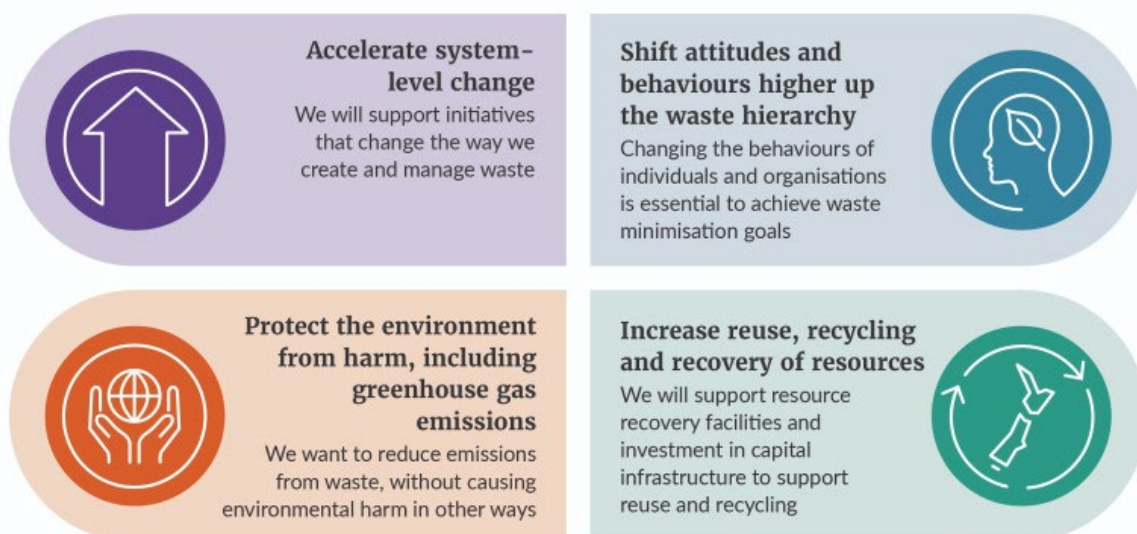 Accelerate system-
level change
We will support initiatives
that change the way we
create and manage waste
Shift attitudes and
behaviours higher up
the waste hierarchy
Changing the behaviours of
individuals and organisations
is essential to achieve waste
minimisation goals
Protect the environment
from harm, including
greenhouse gas
emissions
We want to reduce emissions
from waste, without causing
environmental harm in other ways
Increase reuse, recycling
and recovery of resources
We will support resource
recovery facilities and
investment in capital
infrastructure to support
reuse and recycling